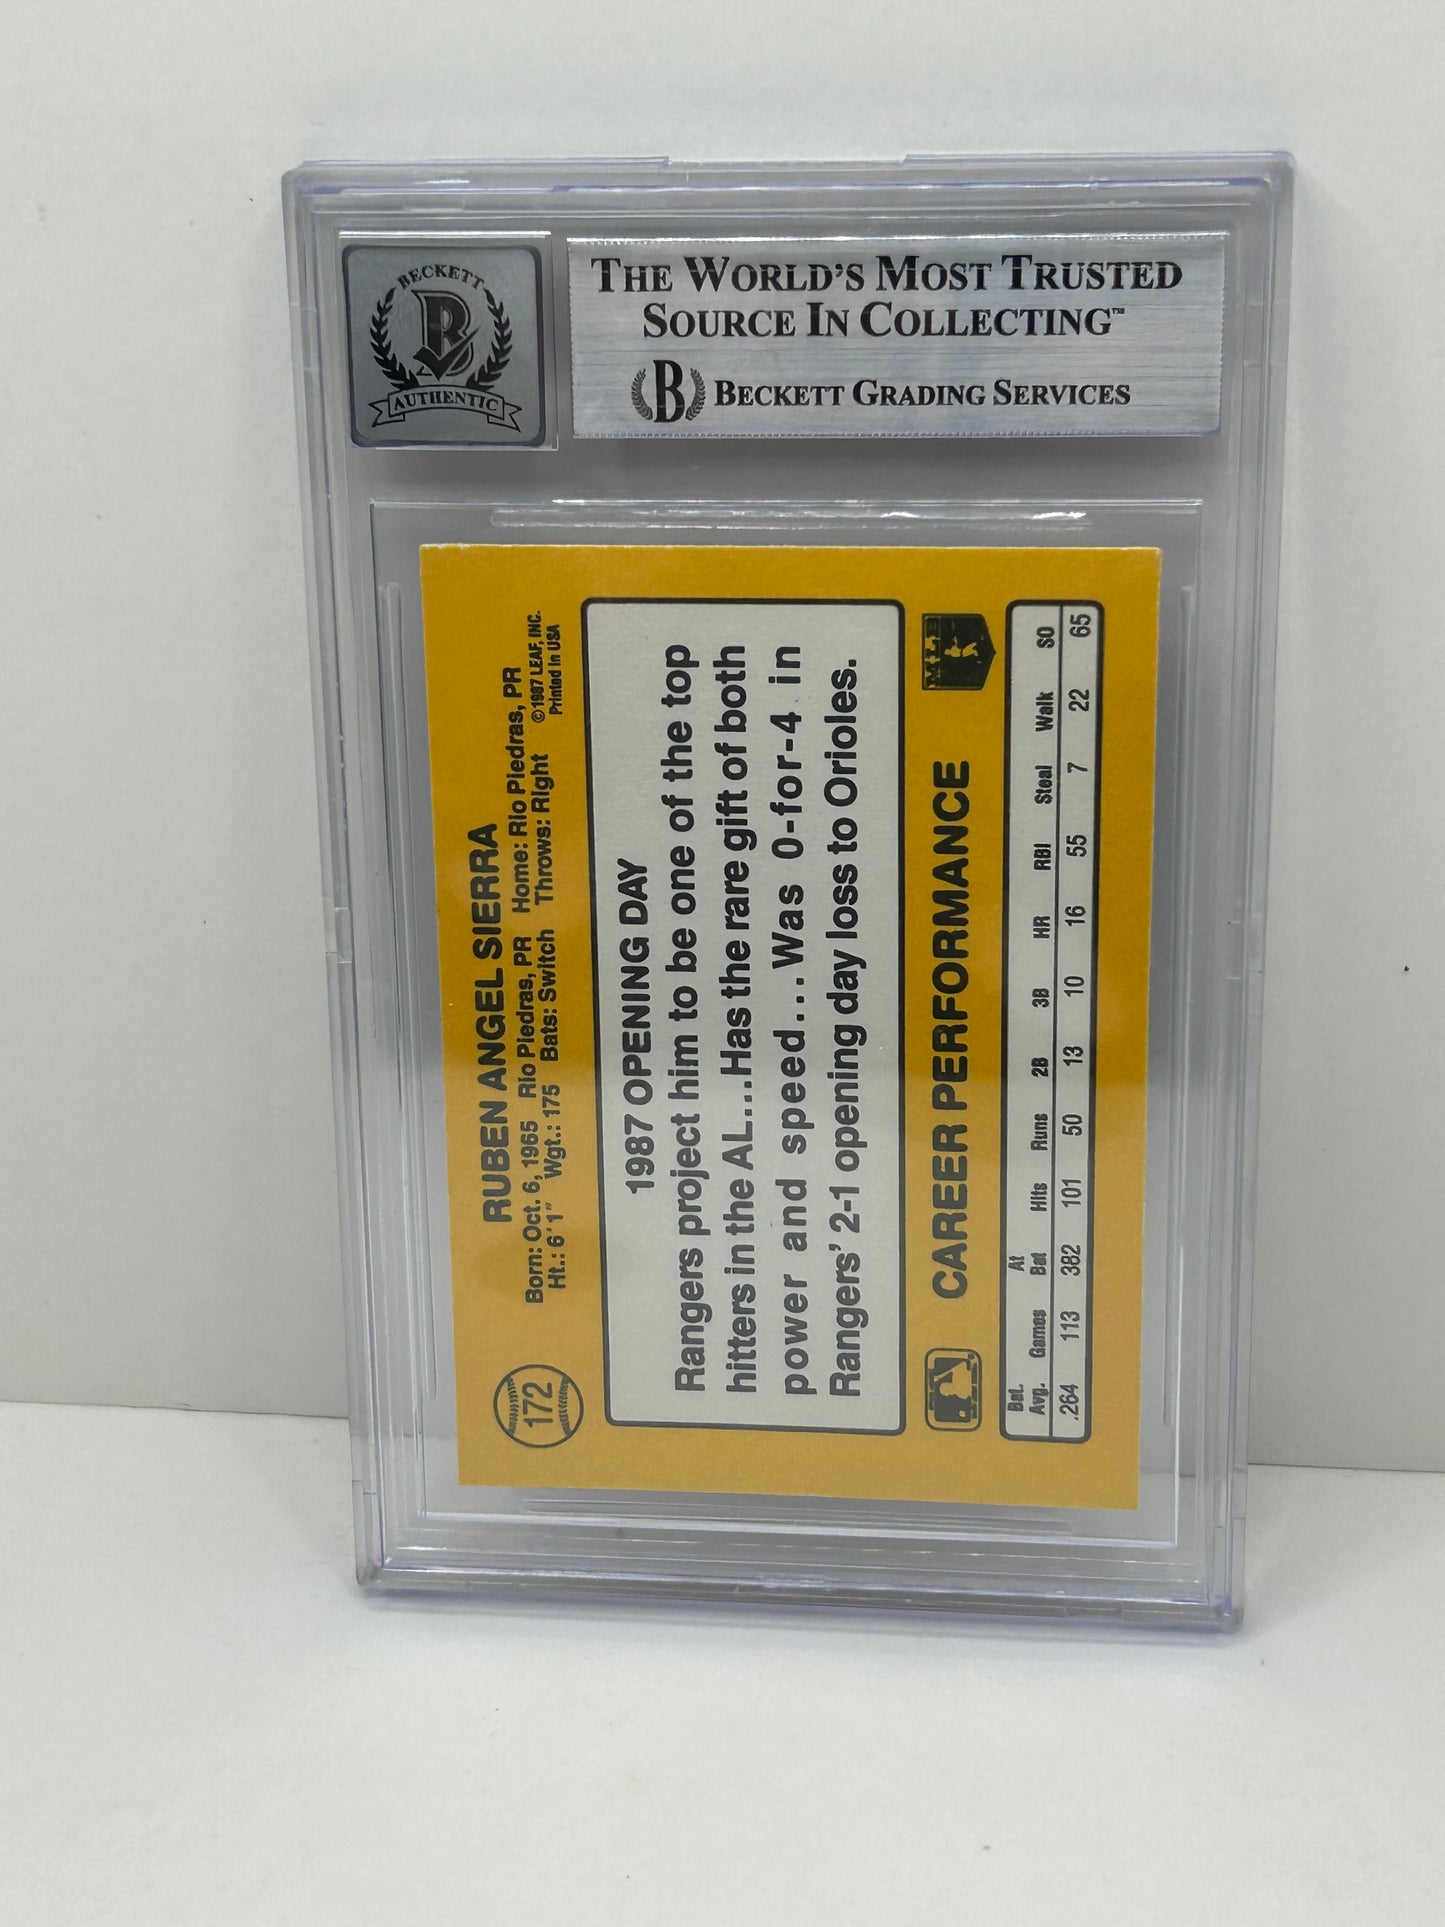 BECKETT
B
AUTHENTIC
THE WORLD'S MOST TRUSTED
SOURCE IN COLLECTING™
B BECKETT GRADING SERVICES
172
RUBEN ANGEL SIERRA
Born: Oct. 6, 1965 Rio Piedras, PR Home: Rio Piedras, PR
Ht.: 6'1" Wgt.: 175 Bats: Switch Throws: Right
©1987 LEAF, INC.
Printed in USA
1987 OPENING DAY
Rangers project him to be one of the top
hitters in the AL...Has the rare gift of both
power and speed...Was 0-for-4 in
Rangers' 2-1 opening day loss to Orioles.
CAREER PERFORMANCE
Bat. Avg. Games At Bat Hits Runs 2B 3B HR RBI Steal Walk SO
.264 113 382 101 50 13 10 16 55 7 22 65